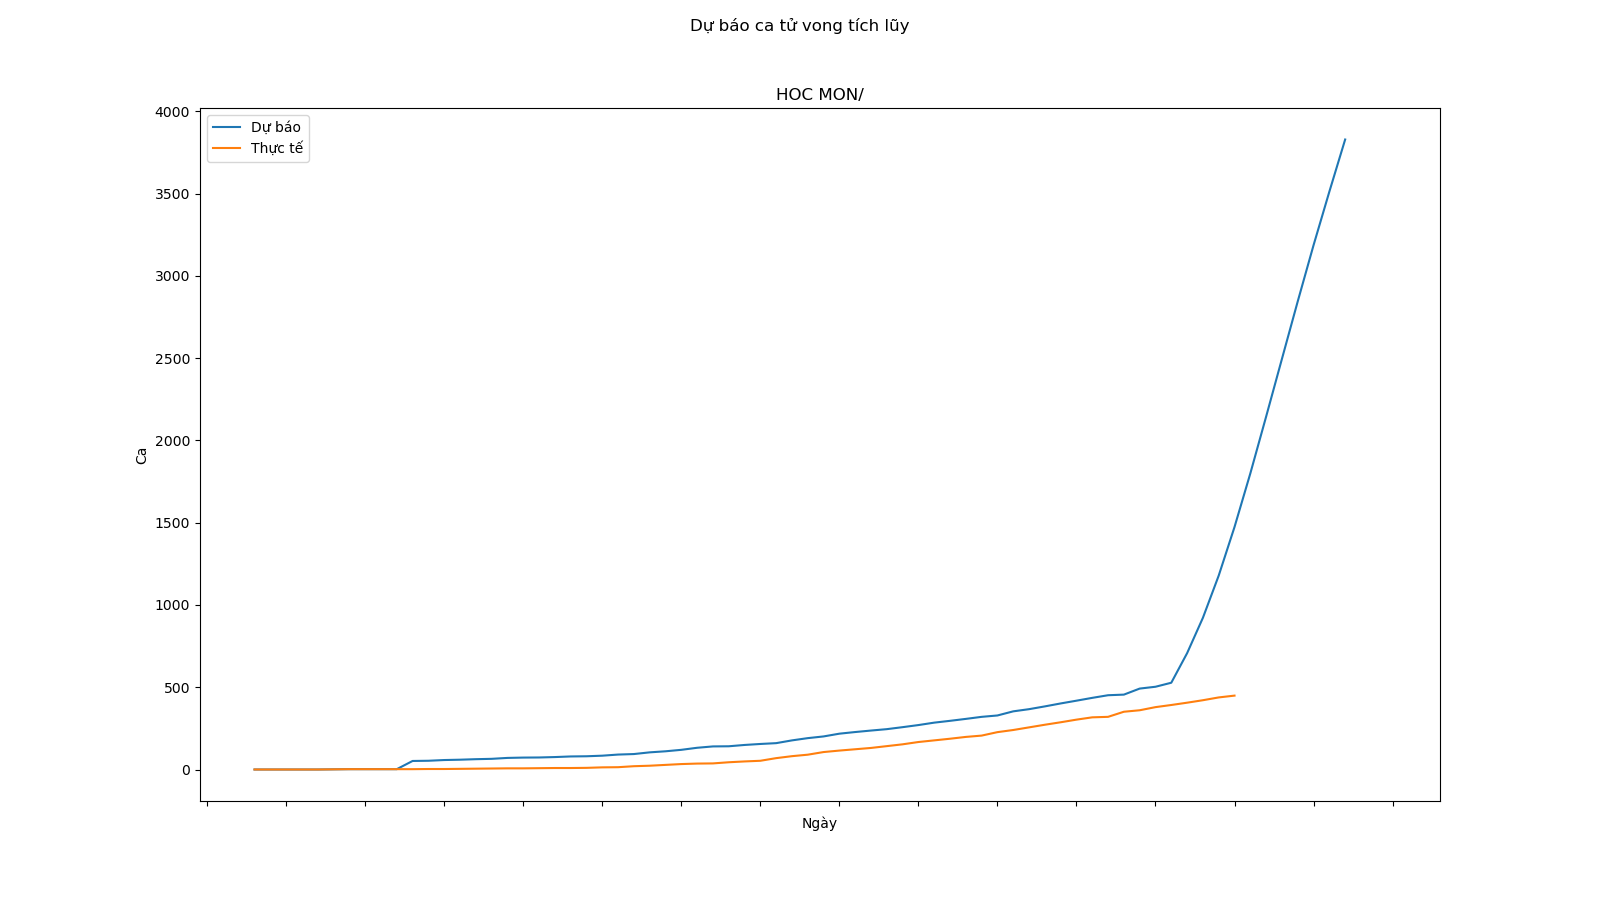 Dự báo ca tử vong tích lũy
HOC MON/
4000
3500
3000
2500
2000
1500
1000
500
0
Ca
Dự báo
Thực tế
Ngày